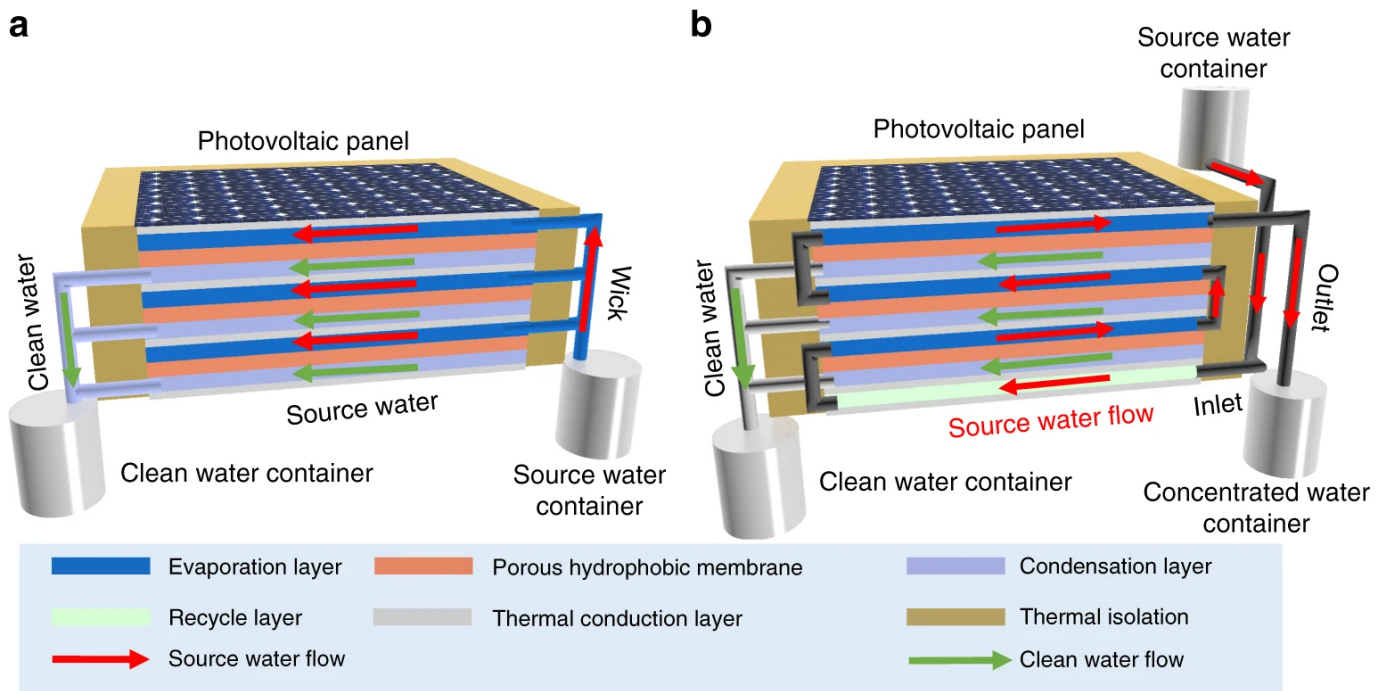 a
b
Source water
container
Photovoltaic panel
Photovoltaic panel
Clean water
Wick
Clean water
Outlet
Source water
Source water flow
Inlet
Clean water container
Source water
container
Clean water container
Concentrated water
container
Evaporation layer
Porous hydrophobic membrane
Condensation layer
Recycle layer
Thermal conduction layer
Thermal isolation
Source water flow
Clean water flow